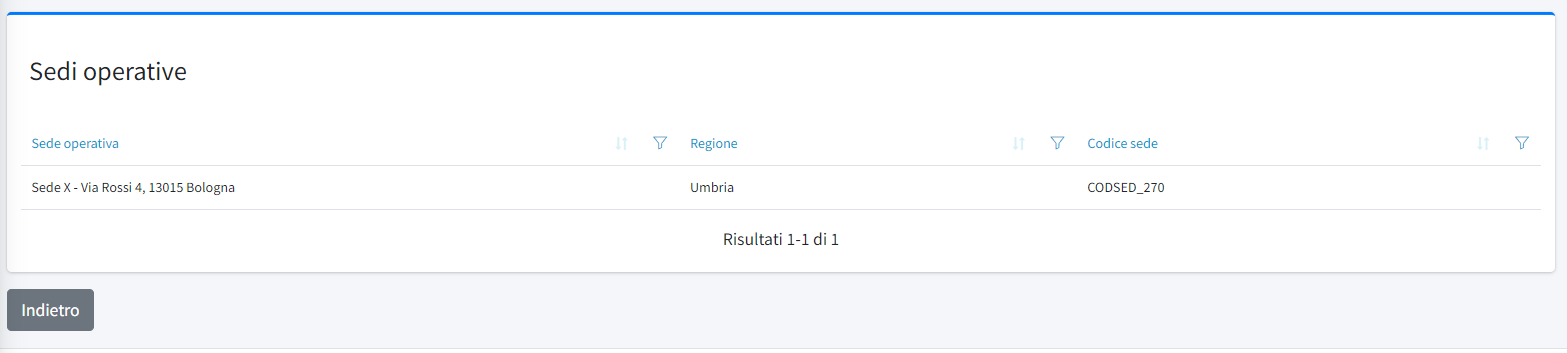 Sedi operative
Sede operativa Regione Codice sede
Sede X - Via Rossi 4, 13015 Bologna Umbria CODSED_270
Risultati 1-1 di 1
Indietro